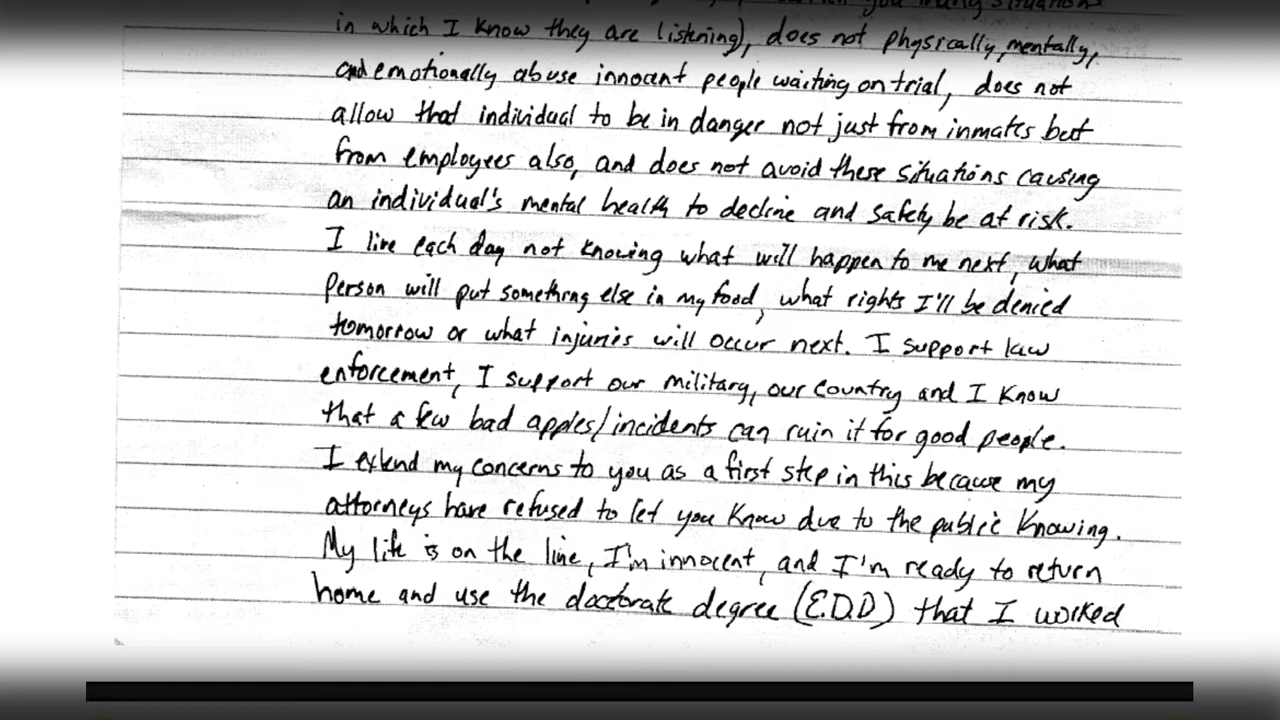 in which I know they are listening), does not physically, mentally,
and emotionally abuse innocent people waiting on trial, does not
allow that individual to be in danger not just from inmates but
from employees also, and does not avoid these situations causing
an individual's mental health to decline and safety be at risk.
I live each day not knowing what will happen to me next, what
person will put something else in my food, what rights I'll be denied
tomorrow or what injuries will occur next. I support law
enforcement, I support our military, our country and I know
that a few bad apples/incidents can ruin it for good people.
I extend my concerns to you as a first step in this because my
attorneys have refused to let you know due to the public knowing.
My life is on the line, I'm innocent, and I'm ready to return
home and use the doctorate degree (E.D.D) that I worked